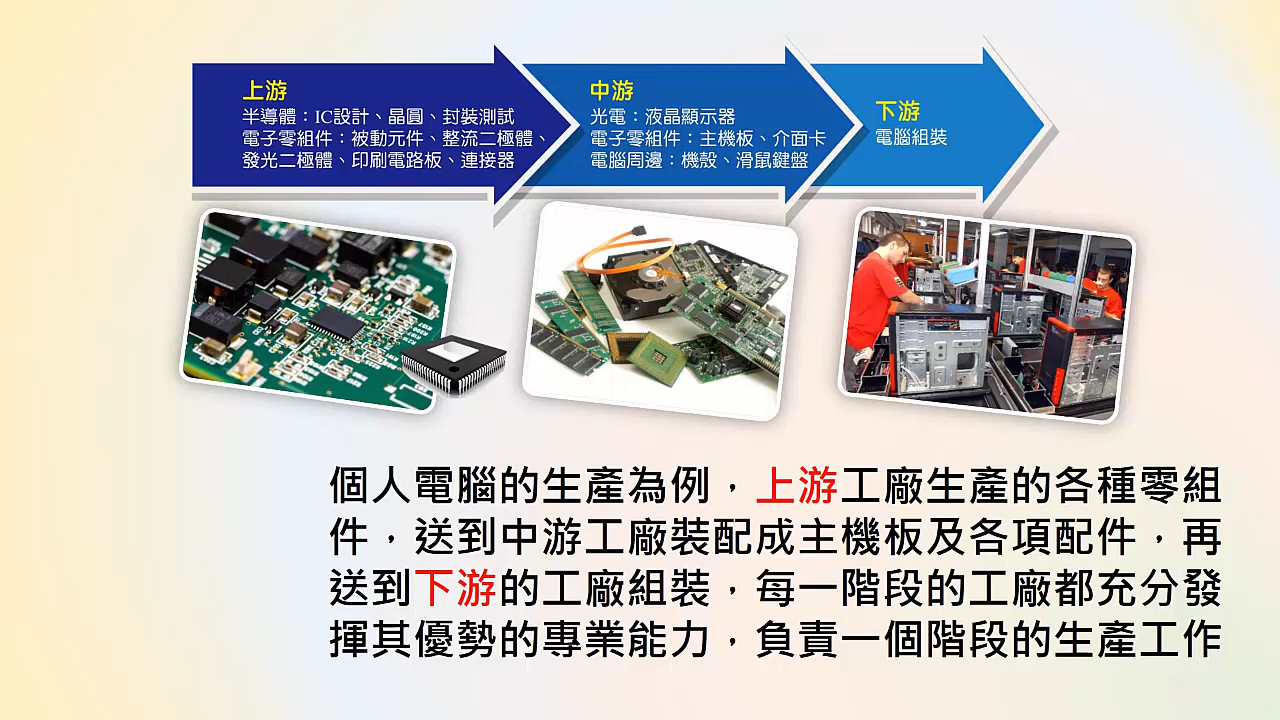 上游
半導體：IC設計、晶圓、封裝測試
電子零組件：被動元件、整流二極體、
發光二極體、印刷電路板、連接器
中游
光電：液晶顯示器
電子零組件：主機板、介面卡
電腦周邊：機殼、滑鼠鍵盤
下游
電腦組裝
個人電腦的生產為例，上游工廠生產的各種零組
件，送到中游工廠裝配成主機板及各項配件，再
送到下游的工廠組裝，每一階段的工廠都充分發
揮其優勢的專業能力，負責一個階段的生產工作